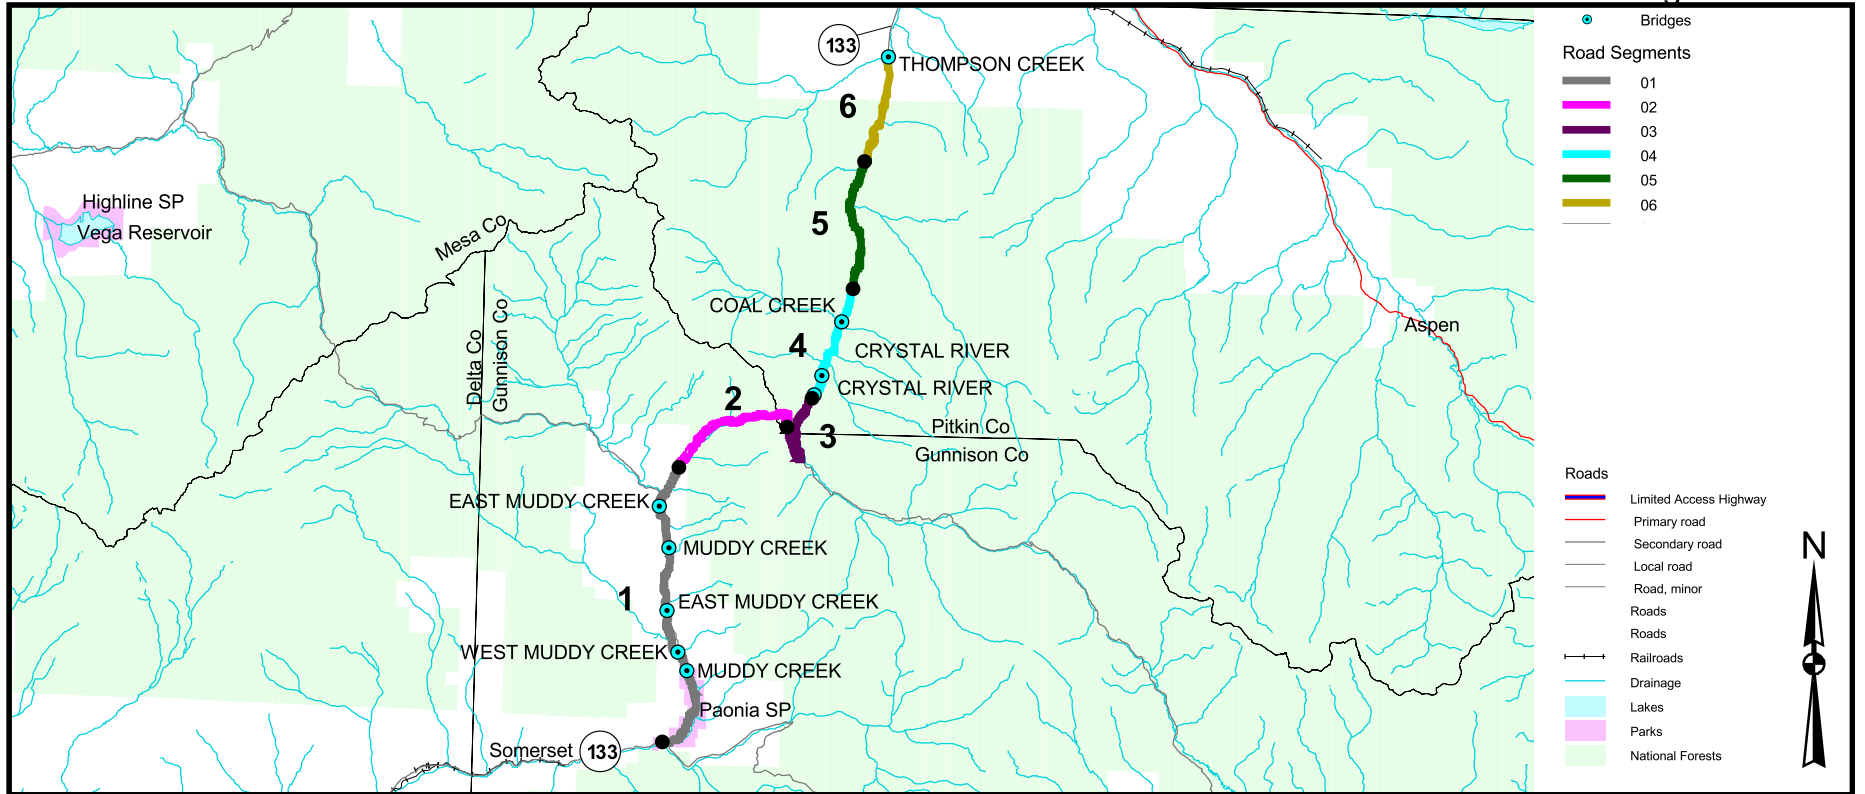 133
THOMPSON CREEK
6
5
Highline SP
Vega Reservoir
Mesa Co
Delta Co
Gunnison Co
COAL CREEK
4
CRYSTAL RIVER
CRYSTAL RIVER
2
3
Pitkin Co
Gunnison Co
Aspen
EAST MUDDY CREEK
MUDDY CREEK
1
EAST MUDDY CREEK
WEST MUDDY CREEK
MUDDY CREEK
Paonia SP
Somerset
133
Bridges
Road Segments
01
02
03
04
05
06
Roads
Limited Access Highway
Primary road
Secondary road
Local road
Road, minor
Roads
Roads
Railroads
Drainage
Lakes
Parks
National Forests
N